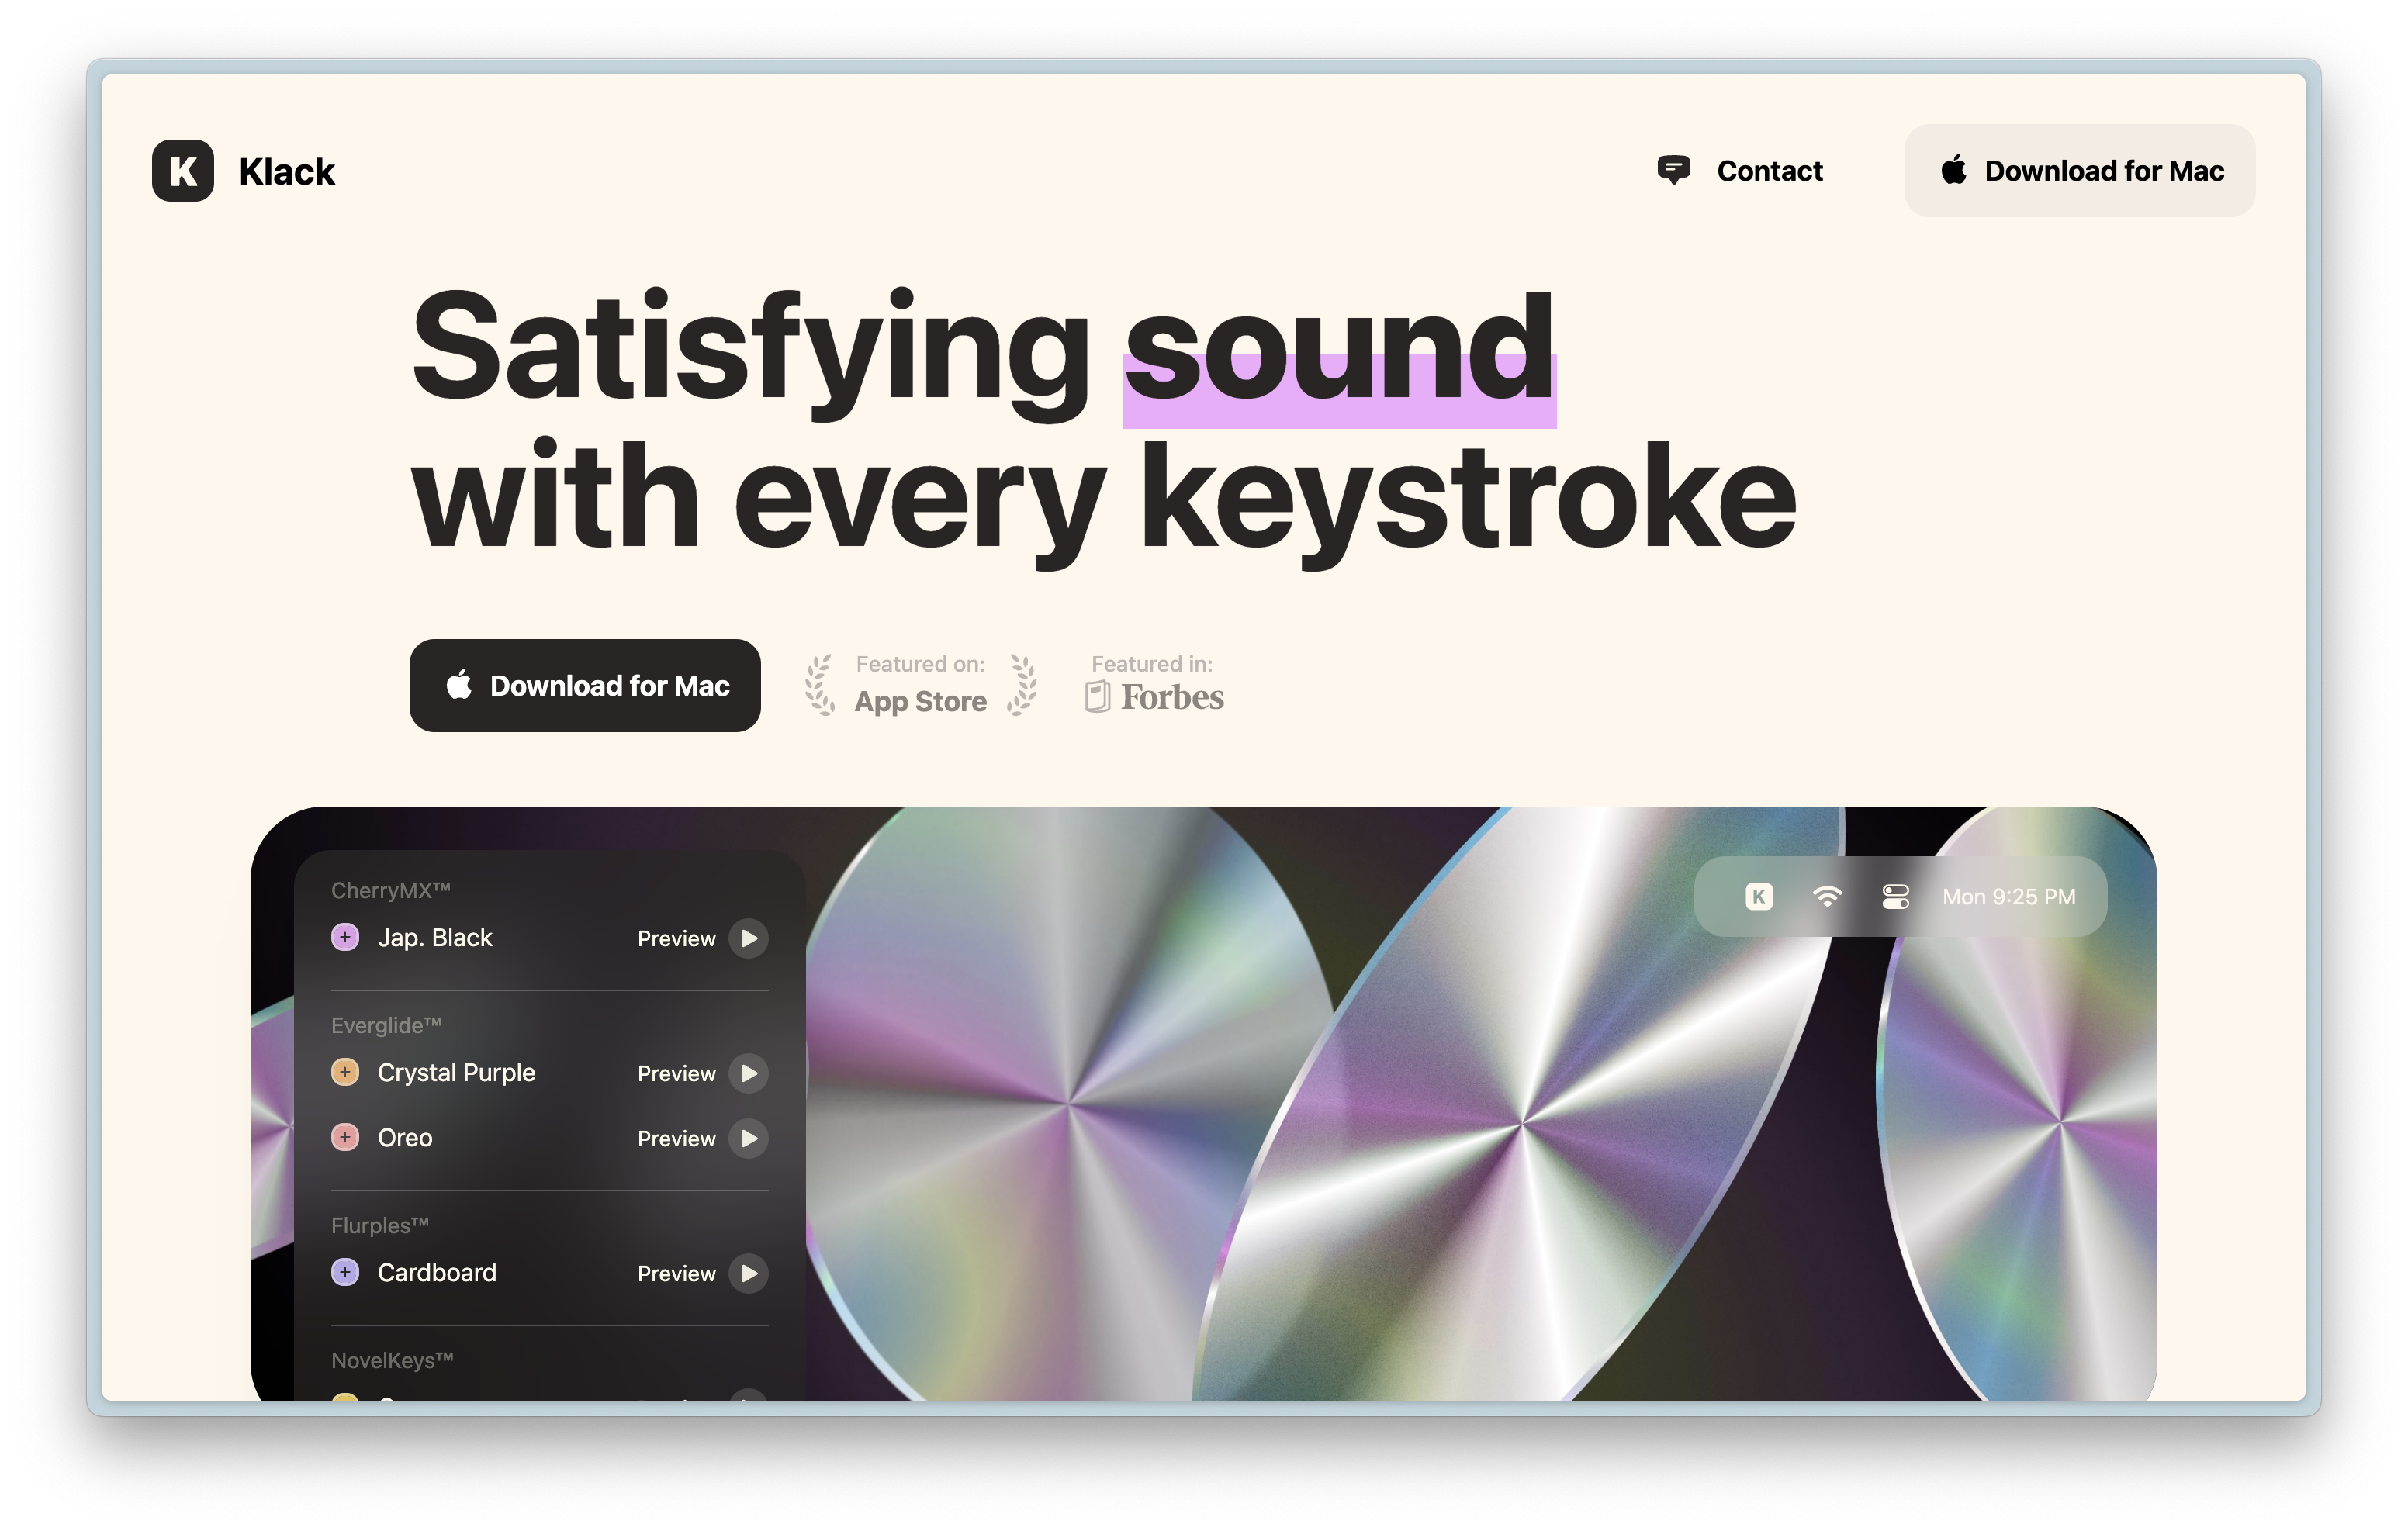 K Klack
Contact
Download for Mac
Satisfying sound
with every keystroke
Download for Mac
Featured on:
App Store
Featured in:
Forbes
CherryMX™
Jap. Black Preview
Everglide™
Crystal Purple Preview
Oreo Preview
Flurples™
Cardboard Preview
NovelKeys™
K Mon 9:25 PM